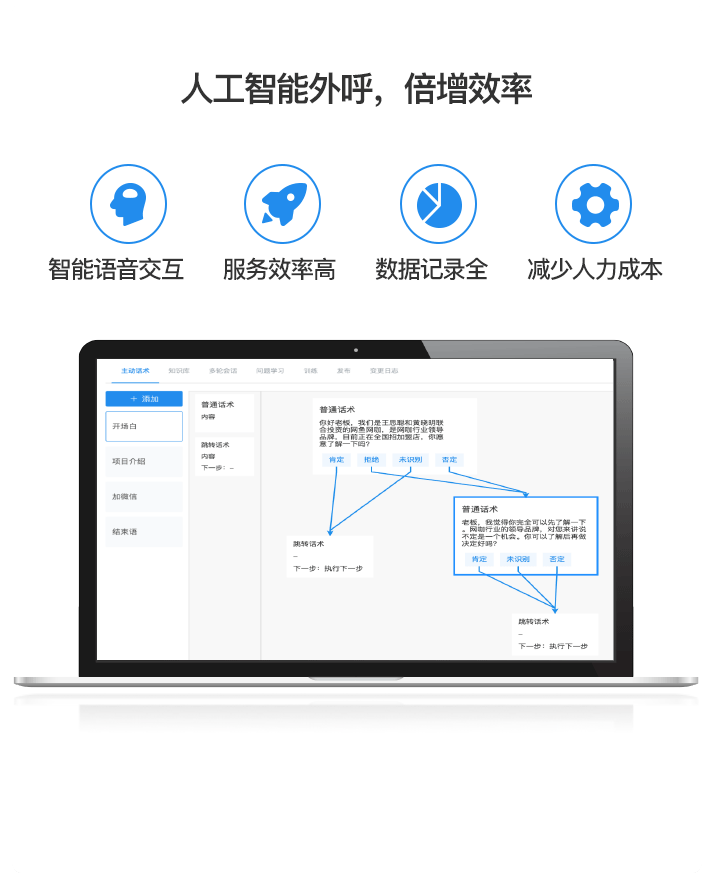 人工智能外呼，倍增效率
智能语音交互
服务效率高
数据记录全
减少人力成本
主动话术
知识库
多轮会话
问题学习
训练
发布
变更日志
+ 添加
开场白
项目介绍
加微信
结束语
普通话术
内容
跳转话术
内容
下一步：--
普通话术
你好老板，我们是王思聪和黄晓明联
合投资的网鱼网咖，是网咖行业领导
品牌，目前正在全国招加盟店，你愿
意了解一下吗？
肯定
拒绝
未识别
否定
跳转话术
--
下一步：执行下一步
普通话术
老板，我觉得你完全可以先了解一下
，网咖行业的领导品牌，对您来讲说
不定是一个机会。你可以了解后再做
决定好吗？
肯定
未识别
否定
跳转话术
--
下一步：执行下一步